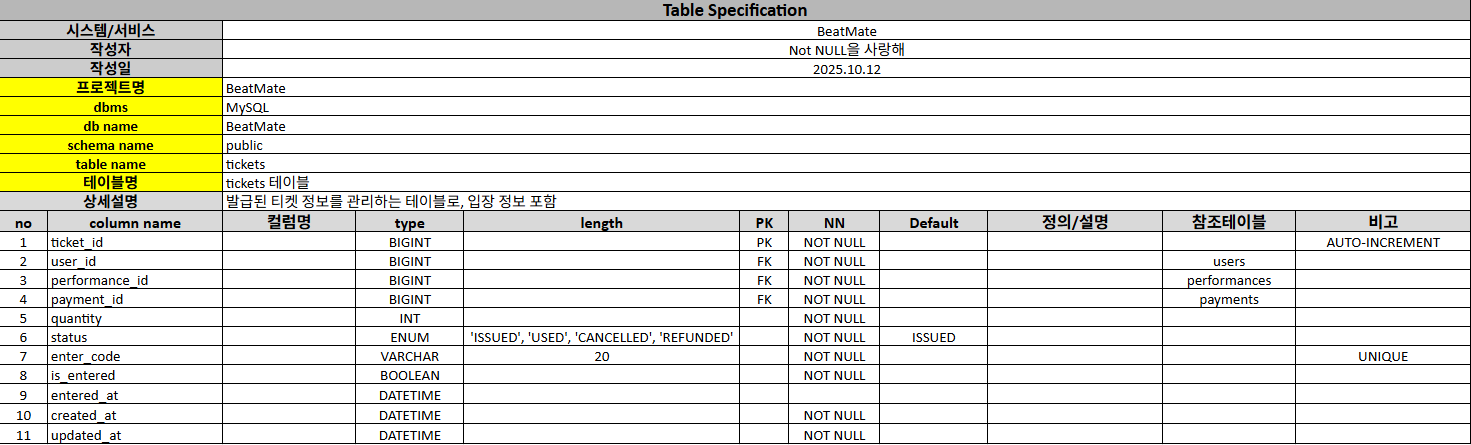 Table Specification
시스템/서비스 BeatMate
작성자 Not NULL을 사랑해
작성일 2025.10.12
프로젝트명 BeatMate
dbms MySQL
db name BeatMate
schema name public
table name tickets
테이블명 tickets 테이블
상세설명 발급된 티켓 정보를 관리하는 테이블로, 입장 정보 포함
no column name 컬럼명 type length PK NN Default 정의/설명 참조테이블 비고
1 ticket_id BIGINT PK NOT NULL AUTO-INCREMENT
2 user_id BIGINT FK NOT NULL users
3 performance_id BIGINT FK NOT NULL performances
4 payment_id BIGINT FK NOT NULL payments
5 quantity INT NOT NULL
6 status ENUM 'ISSUED', 'USED', 'CANCELLED', 'REFUNDED' NOT NULL ISSUED
7 enter_code VARCHAR 20 NOT NULL UNIQUE
8 is_entered BOOLEAN NOT NULL
9 entered_at DATETIME
10 created_at DATETIME NOT NULL
11 updated_at DATETIME NOT NULL